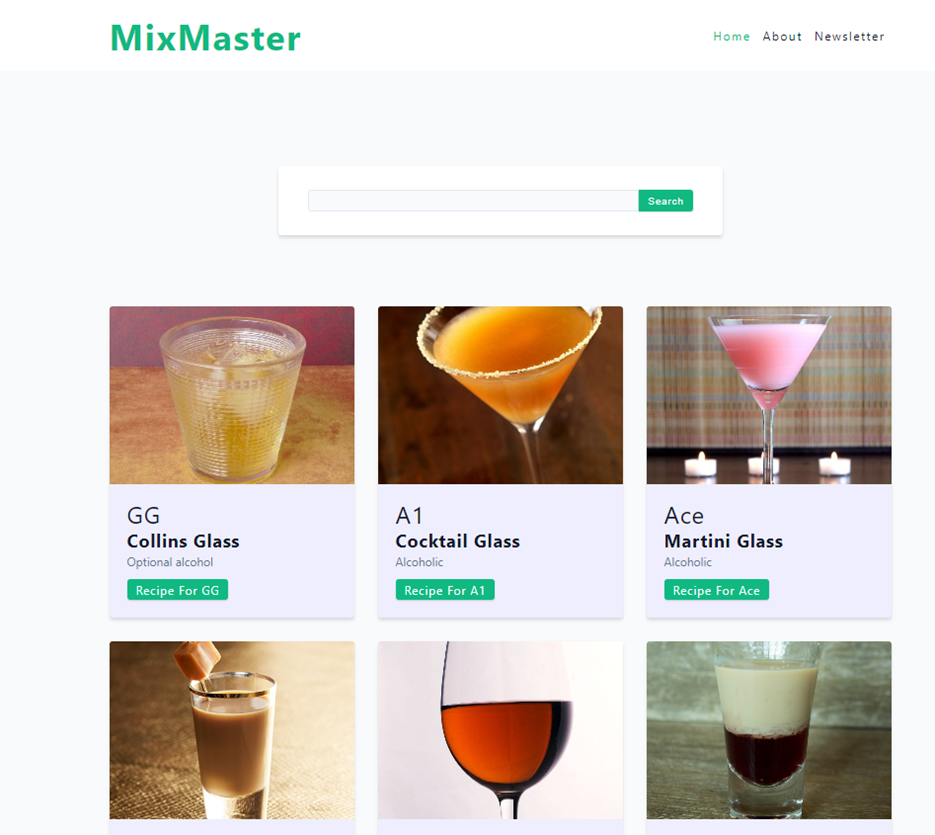 MixMaster
Home About Newsletter
Search
GG
Collins Glass
Optional alcohol
Recipe For GG
A1
Cocktail Glass
Alcoholic
Recipe For A1
Ace
Martini Glass
Alcoholic
Recipe For Ace